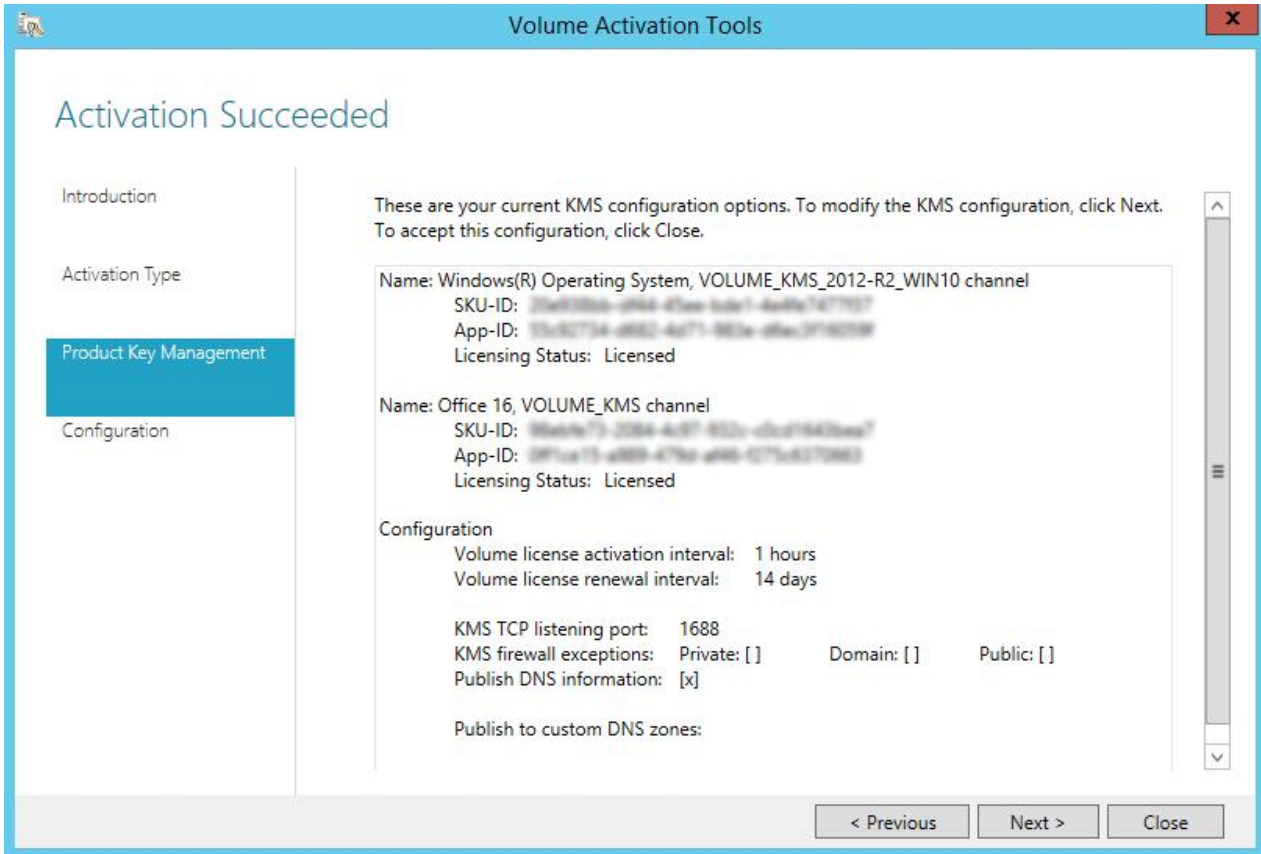 Volume Activation Tools
x
Activation Succeeded
Introduction
Activation Type
Product Key Management
Configuration
These are your current KMS configuration options. To modify the KMS configuration, click Next.
To accept this configuration, click Close.
Name: Windows(R) Operating System, VOLUME_KMS_2012-R2_WIN10 channel
SKU-ID:
App-ID:
Licensing Status: Licensed
Name: Office 16, VOLUME_KMS channel
SKU-ID:
App-ID:
Licensing Status: Licensed
Configuration
Volume license activation interval: 1 hours
Volume license renewal interval: 14 days
KMS TCP listening port: 1688
KMS firewall exceptions: Private: [ ] Domain: [ ] Public: [ ]
Publish DNS information: [x]
Publish to custom DNS zones:
< Previous Next > Close